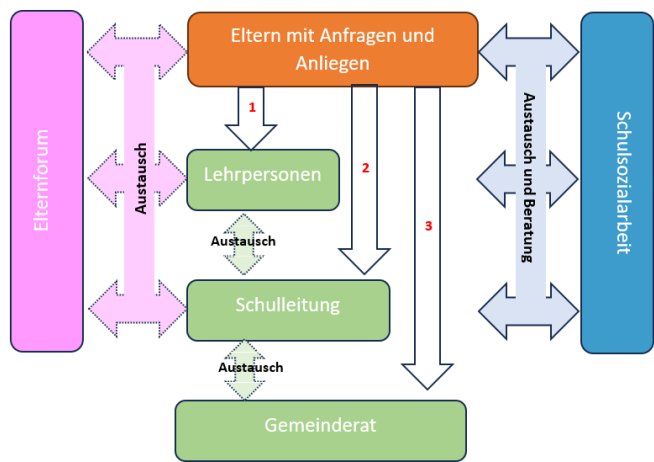 Eltern mit Anfragen und
Anliegen
Elternforum
Austausch
1
Lehrpersonen
2
3
Austausch und Beratung
Schulsozialarbeit
Austausch
Schulleitung
Austausch
Gemeinderat